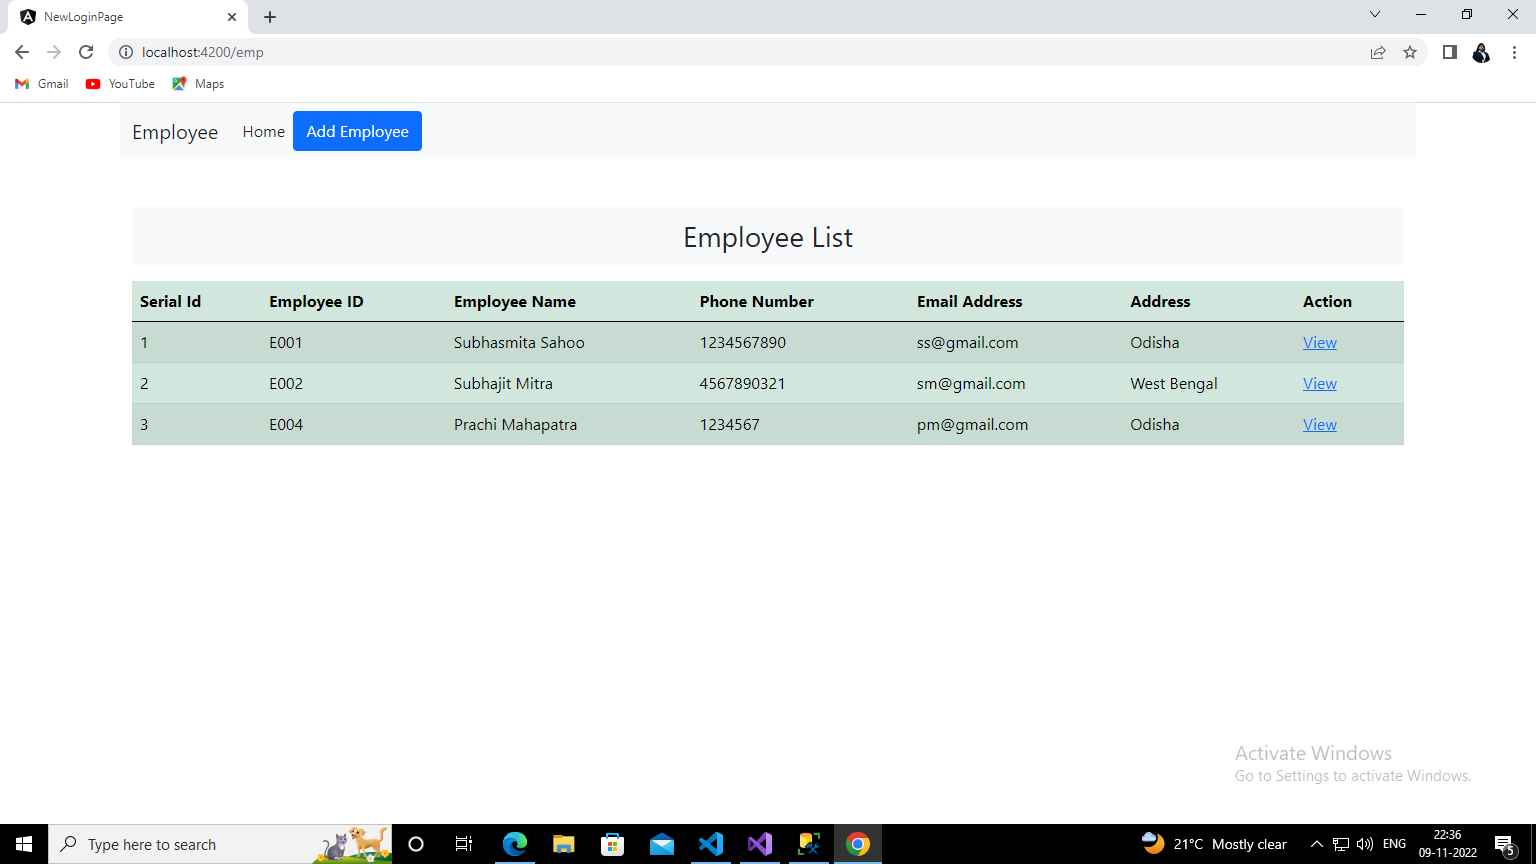 NewLoginPage
localhost:4200/emp
Gmail YouTube Maps
Employee Home Add Employee
Employee List
Serial Id Employee ID Employee Name Phone Number Email Address Address Action
1 E001 Subhasmita Sahoo 1234567890 ss@gmail.com Odisha View
2 E002 Subhajit Mitra 4567890321 sm@gmail.com West Bengal View
3 E004 Prachi Mahapatra 1234567 pm@gmail.com Odisha View
Activate Windows
Go to Settings to activate Windows.
Type here to search 21°C Mostly clear ENG 22:36
09-11-2022 5